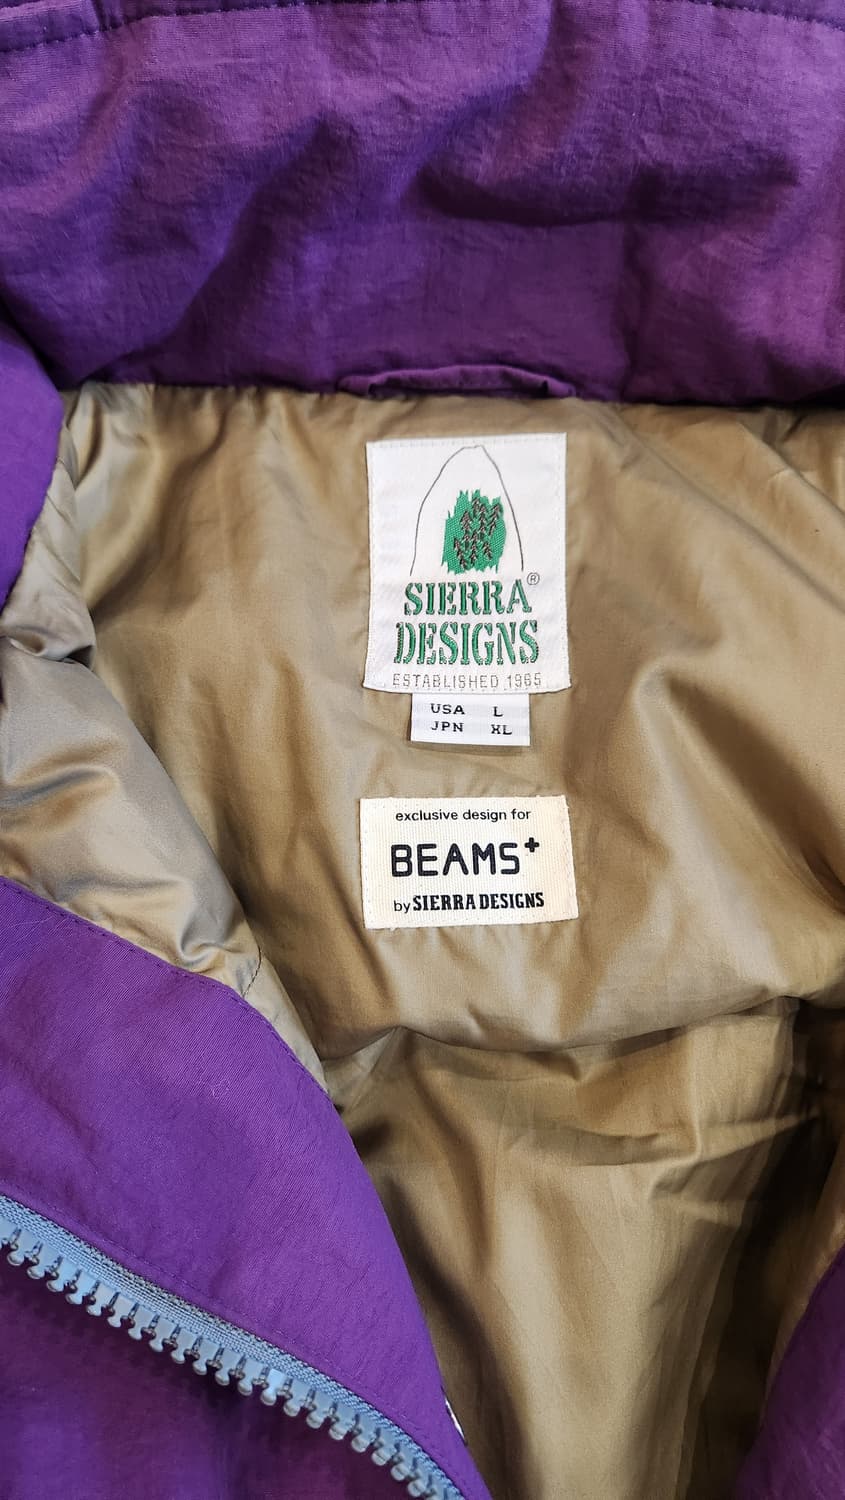 SIERRA®
DESIGNS
ESTABLISHED 1965
USA L
JPN XL
exclusive design for
BEAMS+
by SIERRA DESIGNS